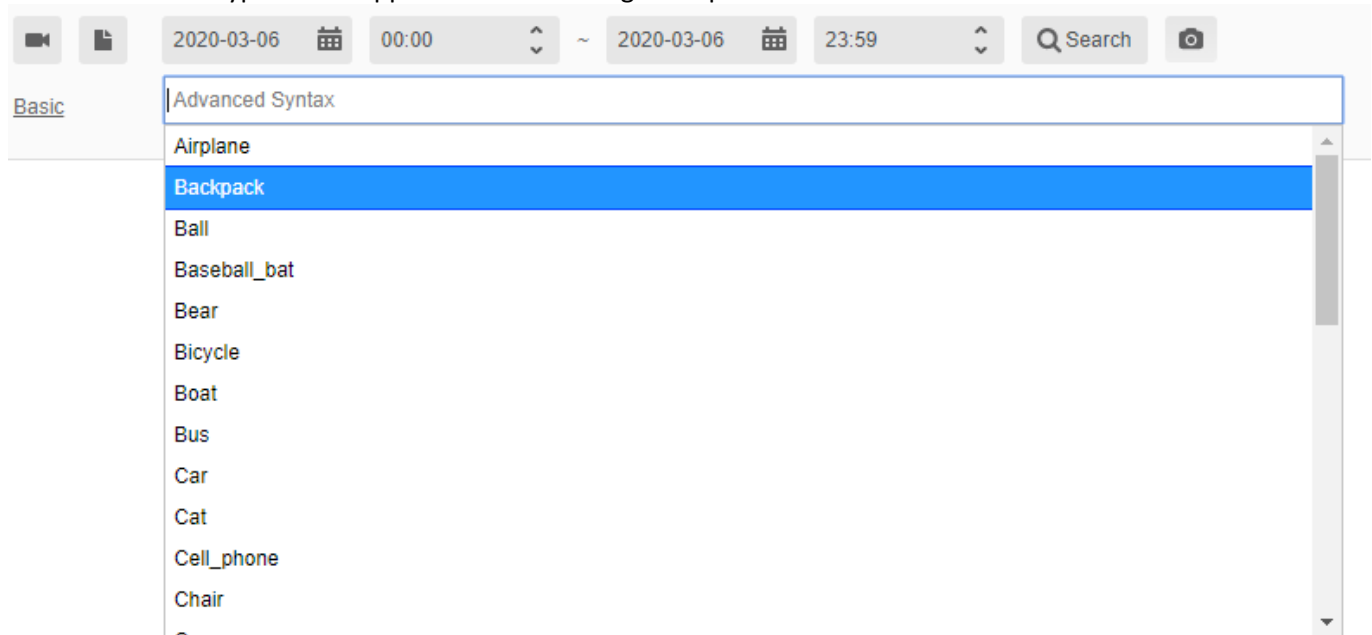 2020-03-06 00:00 ~ 2020-03-06 23:59 Search
Basic
Advanced Syntax
Airplane
Backpack
Ball
Baseball_bat
Bear
Bicycle
Boat
Bus
Car
Cat
Cell_phone
Chair